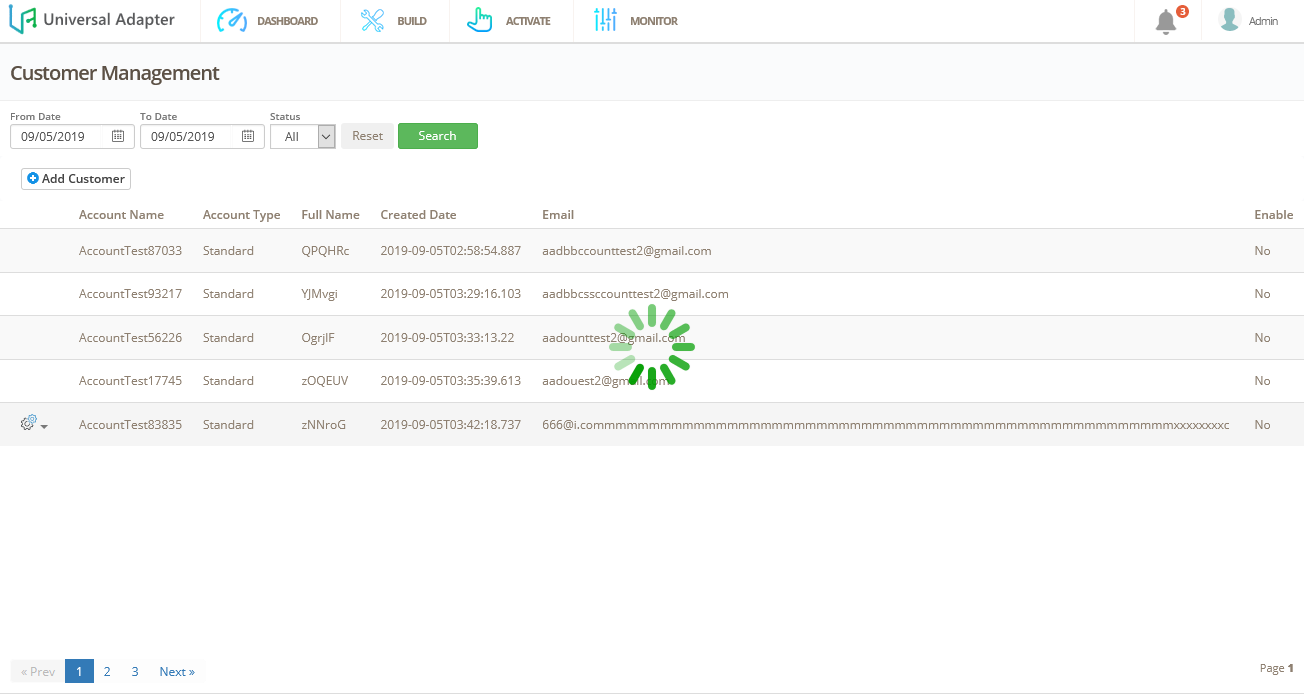 Universal Adapter DASHBOARD BUILD ACTIVATE MONITOR 3 Admin
Customer Management
From Date To Date Status
09/05/2019 09/05/2019 All Reset Search
Add Customer
Account Name Account Type Full Name Created Date Email Enable
AccountTest87033 Standard QPQHRc 2019-09-05T02:58:54.887 aadbbccounttest2@gmail.com No
AccountTest93217 Standard YJMvgi 2019-09-05T03:29:16.103 aadbbcssccounttest2@gmail.com No
AccountTest56226 Standard 2019-09-05T03:33:13.22 aadounttest2@gmail.com No
AccountTest17745 Standard zOQEUV 2019-09-05T03:35:39.613 aadouest2@gmail.com No
AccountTest83835 Standard zNNroG 2019-09-05T03:42:18.737 No
« Prev 1 2 3 Next » Page 1